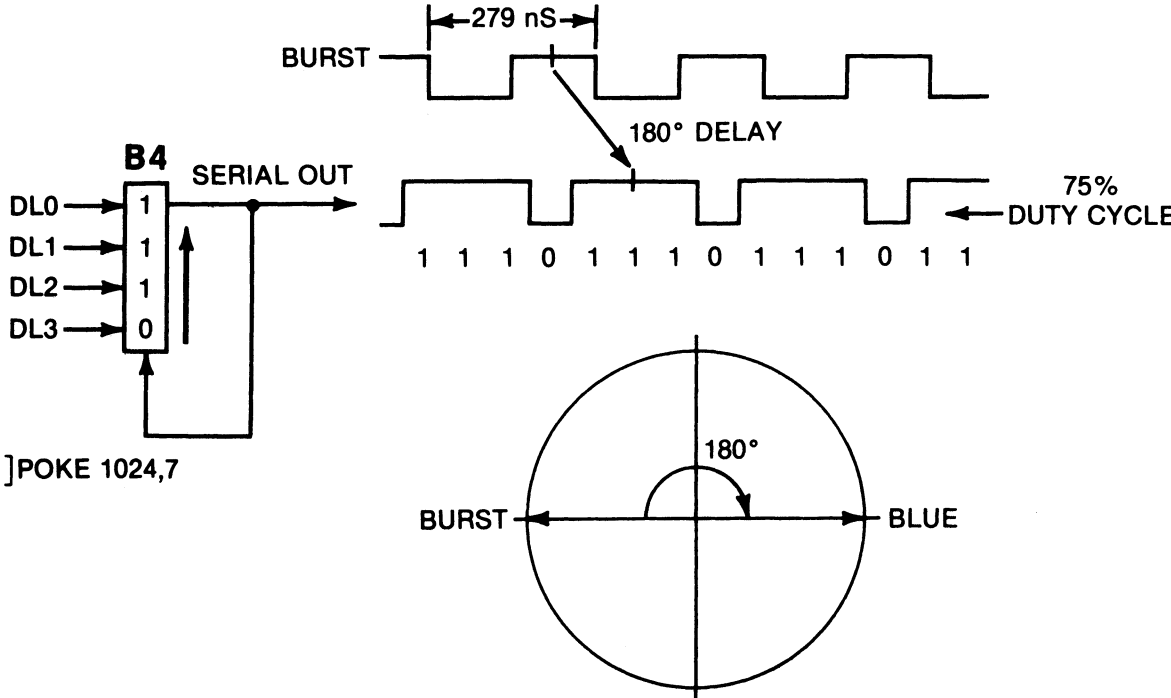 279 nS
BURST
180° DELAY
B4
SERIAL OUT
75%
DUTY CYCLE
DL0
1
DL1
1
DL2
1
DL3
0
1 1 1 0 1 1 1 0 1 1 1 0 1 1
]POKE 1024,7
180°
BURST
BLUE